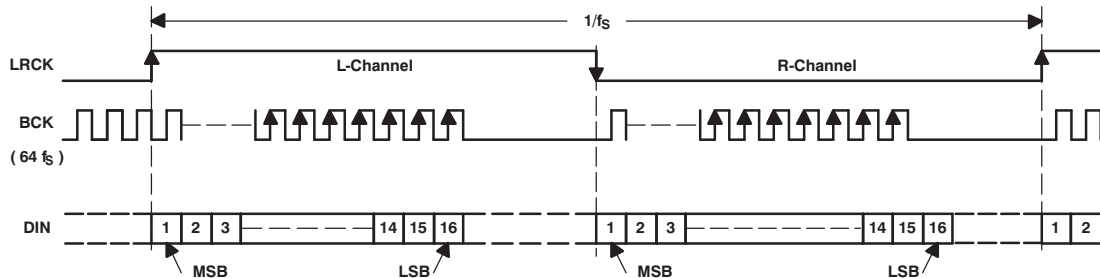 1/fS
LRCK
L-Channel
R-Channel
BCK
( 64 fS )
DIN
1 2 3 14 15 16 1 2 3 14 15 16 1 2
MSB LSB MSB LSB